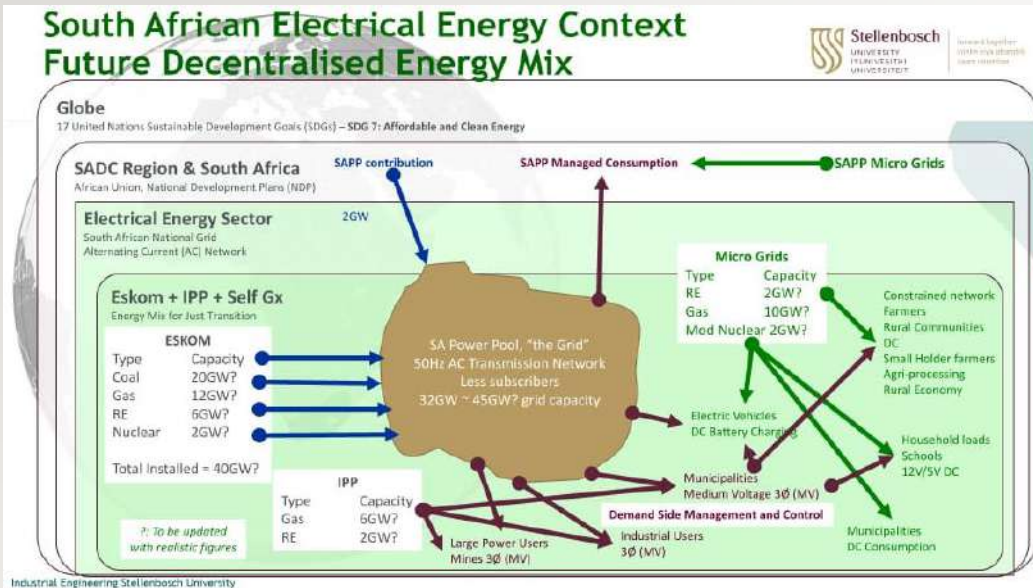 South African Electrical Energy Context
Future Decentralised Energy Mix
Stellenbosch
UNIVERSITY
IYUNIVESITHI
UNIVERSITEIT
Globe
17 United Nations Sustainable Development Goals (SDGs) – SDG 7: Affordable and Clean Energy
SADC Region & South Africa
African Union, National Development Plans (NDP)
SAPP contribution
SAPP Managed Consumption
SAPP Micro Grids
Electrical Energy Sector
South African National Grid
Alternating Current (AC) Network
2GW
Eskom + IPP + Self Gx
Energy Mix for Just Transition
ESKOM
Type Capacity
Coal 20GW?
Gas 12GW?
RE 6GW?
Nuclear 2GW?
Total Installed = 40GW?
SA Power Pool, "the Grid"
50Hz AC Transmission Network
Less subscribers
32GW ~ 45GW? grid capacity
Micro Grids
Type Capacity
RE 2GW?
Gas 10GW?
Mod Nuclear 2GW?
Constrained network
Farmers
Rural Communities
DC
Small Holder farmers
Agri-processing
Rural Economy
Electric Vehicles
DC Battery Charging
Household loads
Schools
12V/5V DC
Municipalities
Medium Voltage 3Ø (MV)
Demand Side Management and Control
IPP
Type Capacity
Gas 6GW?
RE 2GW?
Large Power Users
Mines 3Ø (MV)
Industrial Users
3Ø (MV)
Municipalities
DC Consumption
?: To be updated
with realistic figures
Industrial Engineering Stellenbosch University